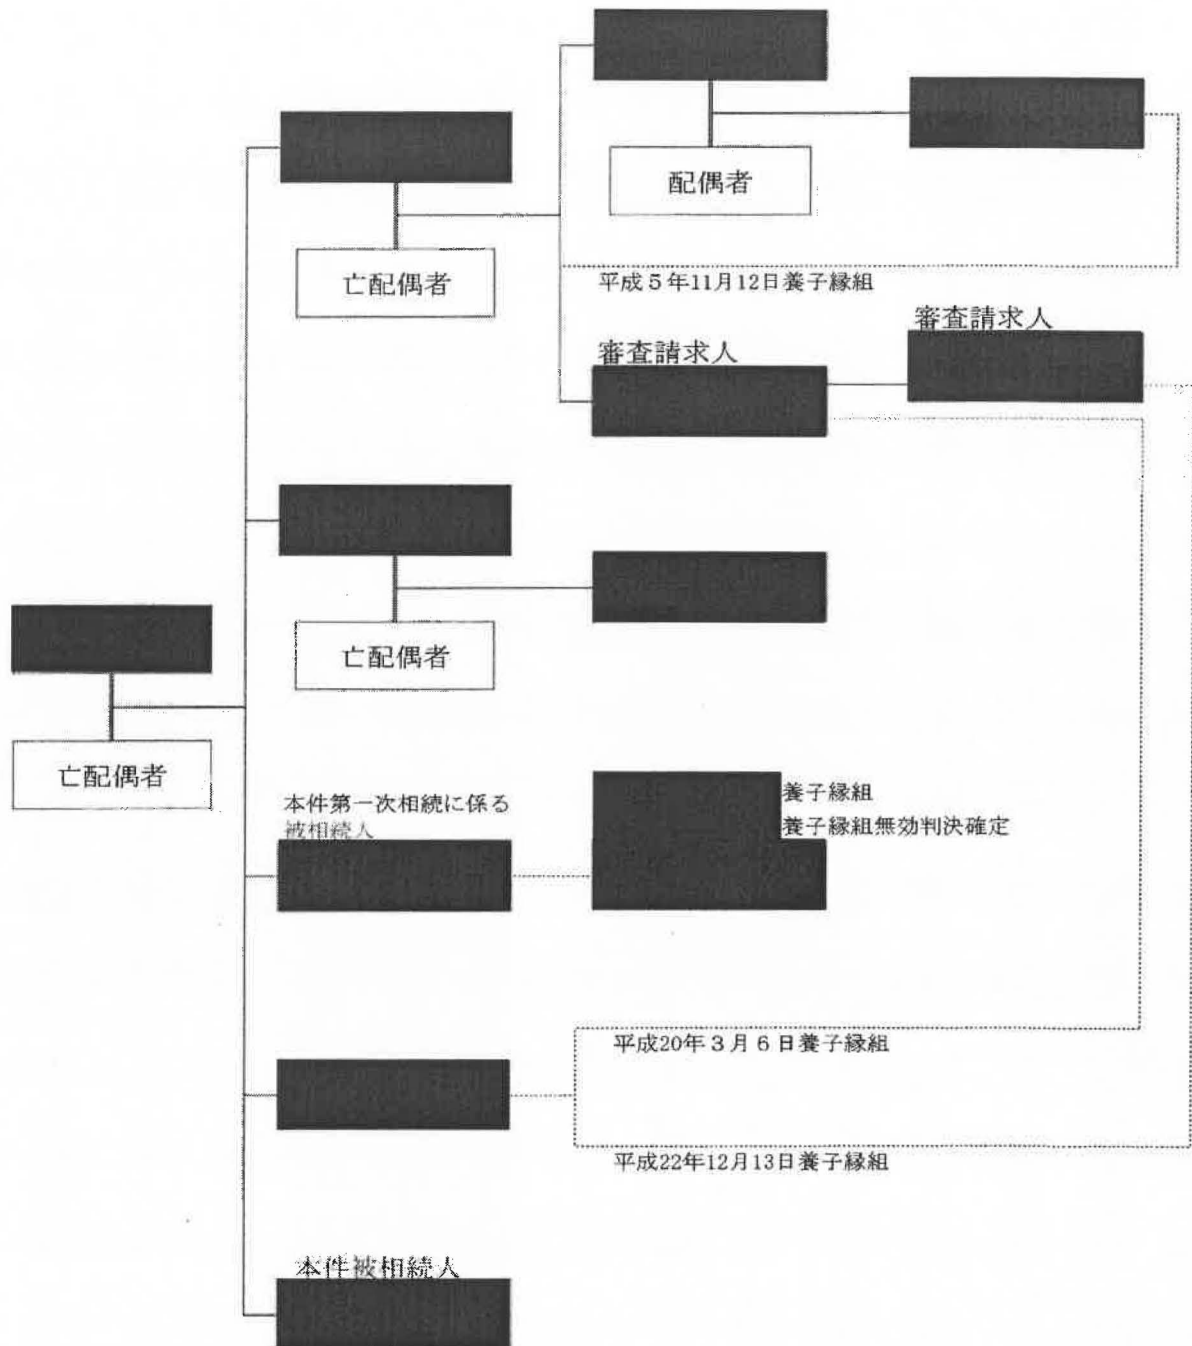 配偶者
亡配偶者
平成5年11月12日養子縁組
審査請求人
審査請求人
亡配偶者
亡配偶者
本件第一次相続に係る
被相続人
養子縁組
養子縁組無効判決確定
平成20年3月6日養子縁組
平成22年12月13日養子縁組
本件被相続人